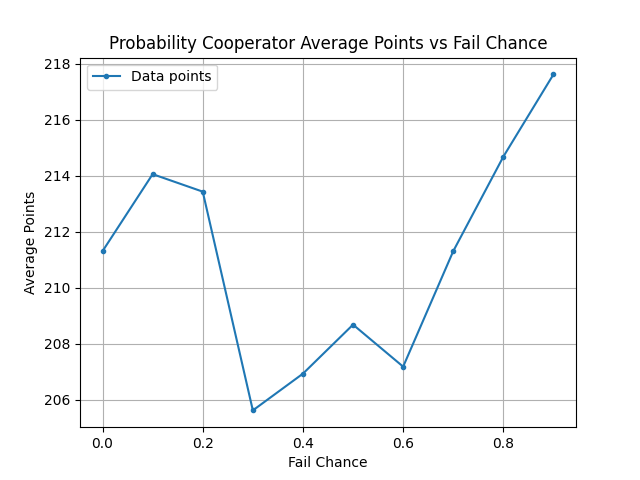 Probability Cooperator Average Points vs Fail Chance
Data points
218
216
214
212
210
208
206
Average Points
0.0 0.2 0.4 0.6 0.8
Fail Chance